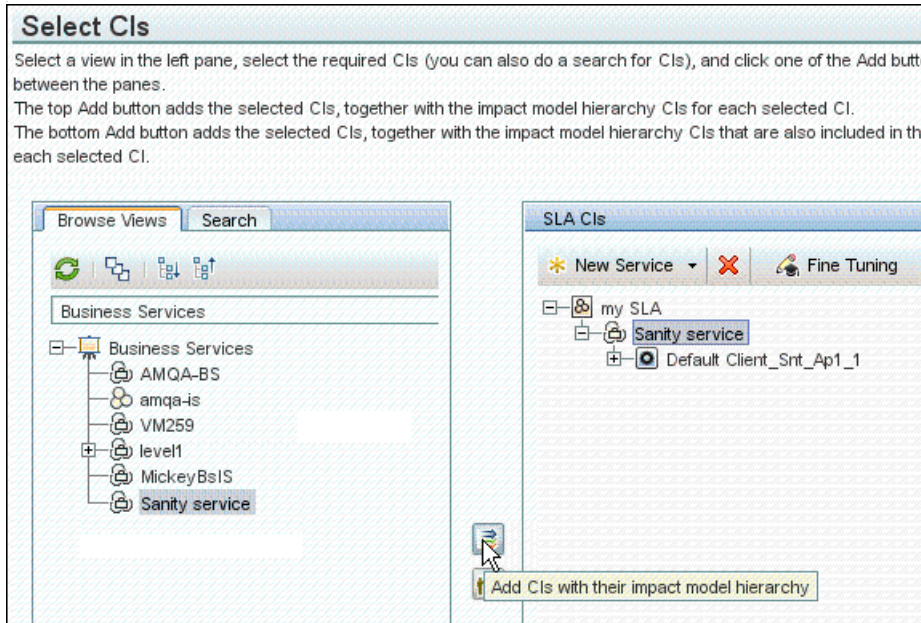 Select CIs
Select a view in the left pane, select the required CIs (you can also do a search for CIs), and click one of the Add butt
between the panes.
The top Add button adds the selected CIs, together with the impact model hierarchy CIs for each selected CI.
The bottom Add button adds the selected CIs, together with the impact model hierarchy CIs that are also included in th
each selected CI.
Browse Views Search
SLA CIs
New Service Fine Tuning
Business Services
my SLA
Sanity service
Default Client_Snt_Ap1_1
Business Services
AMQA-BS
amqa-is
VM259
level1
MickeyBsIS
Sanity service
Add CIs with their impact model hierarchy